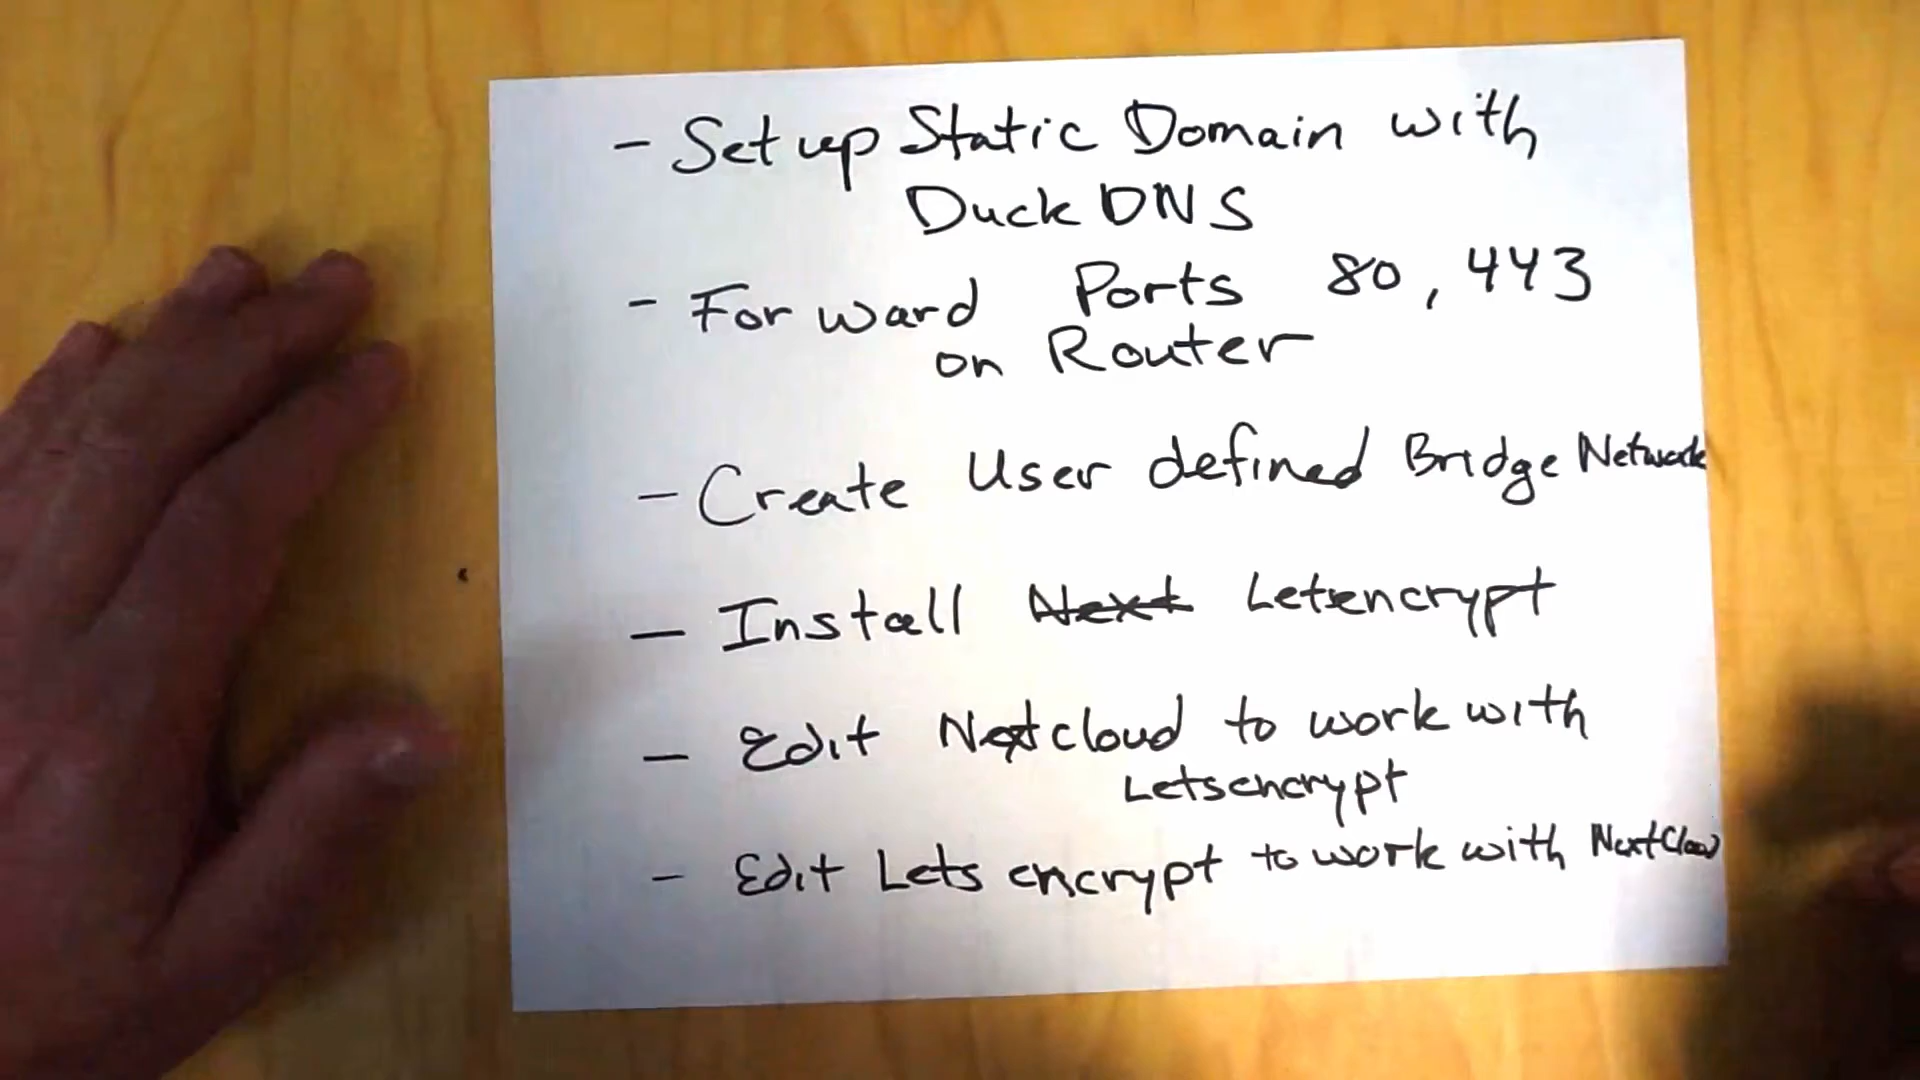 - Set up Static Domain with
Duck DNS
- Forward Ports 80, 443
on Router
- Create User defined Bridge Network
- Install Next Letsencrypt
- Edit Nextcloud to work with
Letsencrypt
- Edit Lets encrypt to work with NextCloud